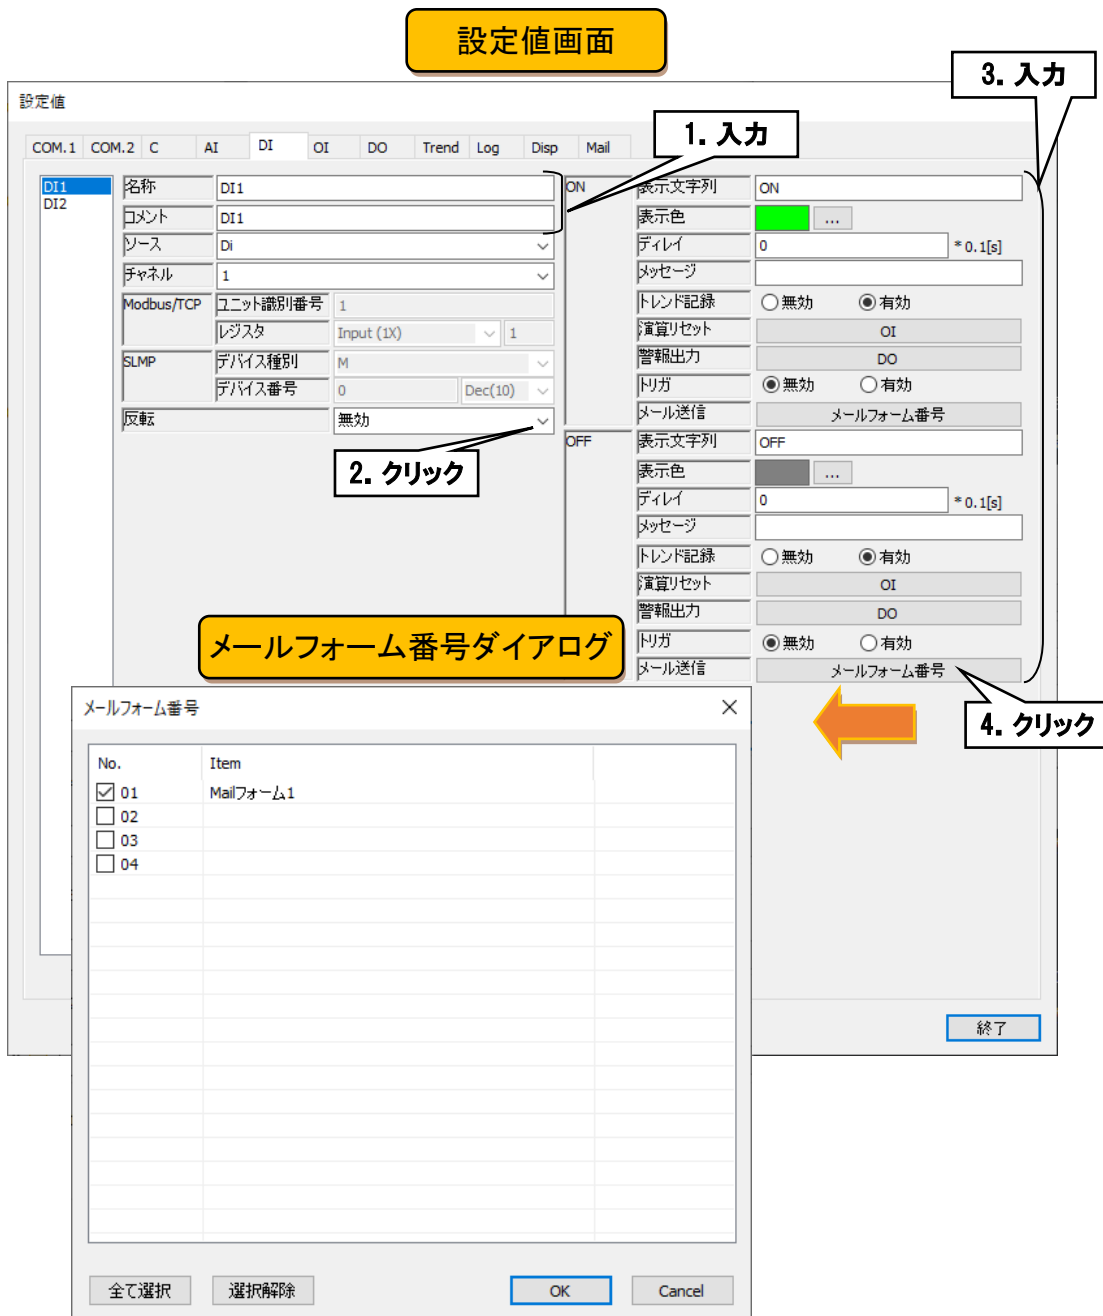 設定値画面
3. 入力
設定値
1. 入力
COM.1 COM.2 C AI DI OI DO Trend Log Disp Mail
DI1
DI2
名称 DI1
コメント DI1
ソース Di
チャネル 1
Modbus/TCP ユニット識別番号 1
レジスタ Input (1X) 1
SLMP デバイス種別 M
デバイス番号 0 Dec(10)
反転 無効
2. クリック
ON 表示文字列 ON
表示色 ...
ディレイ 0 * 0.1[s]
メッセージ
トレンド記録 無効 有効
演算リセット OI
警報出力 DO
トリガ 無効 有効
メール送信 メールフォーム番号
OFF 表示文字列 OFF
表示色 ...
ディレイ 0 * 0.1[s]
メッセージ
トレンド記録 無効 有効
演算リセット OI
警報出力 DO
トリガ 無効 有効
メール送信 メールフォーム番号
4. クリック
メールフォーム番号ダイアログ
メールフォーム番号
No. Item
01 Mailフォーム1
02
03
04
全て選択 選択解除 OK Cancel
終了